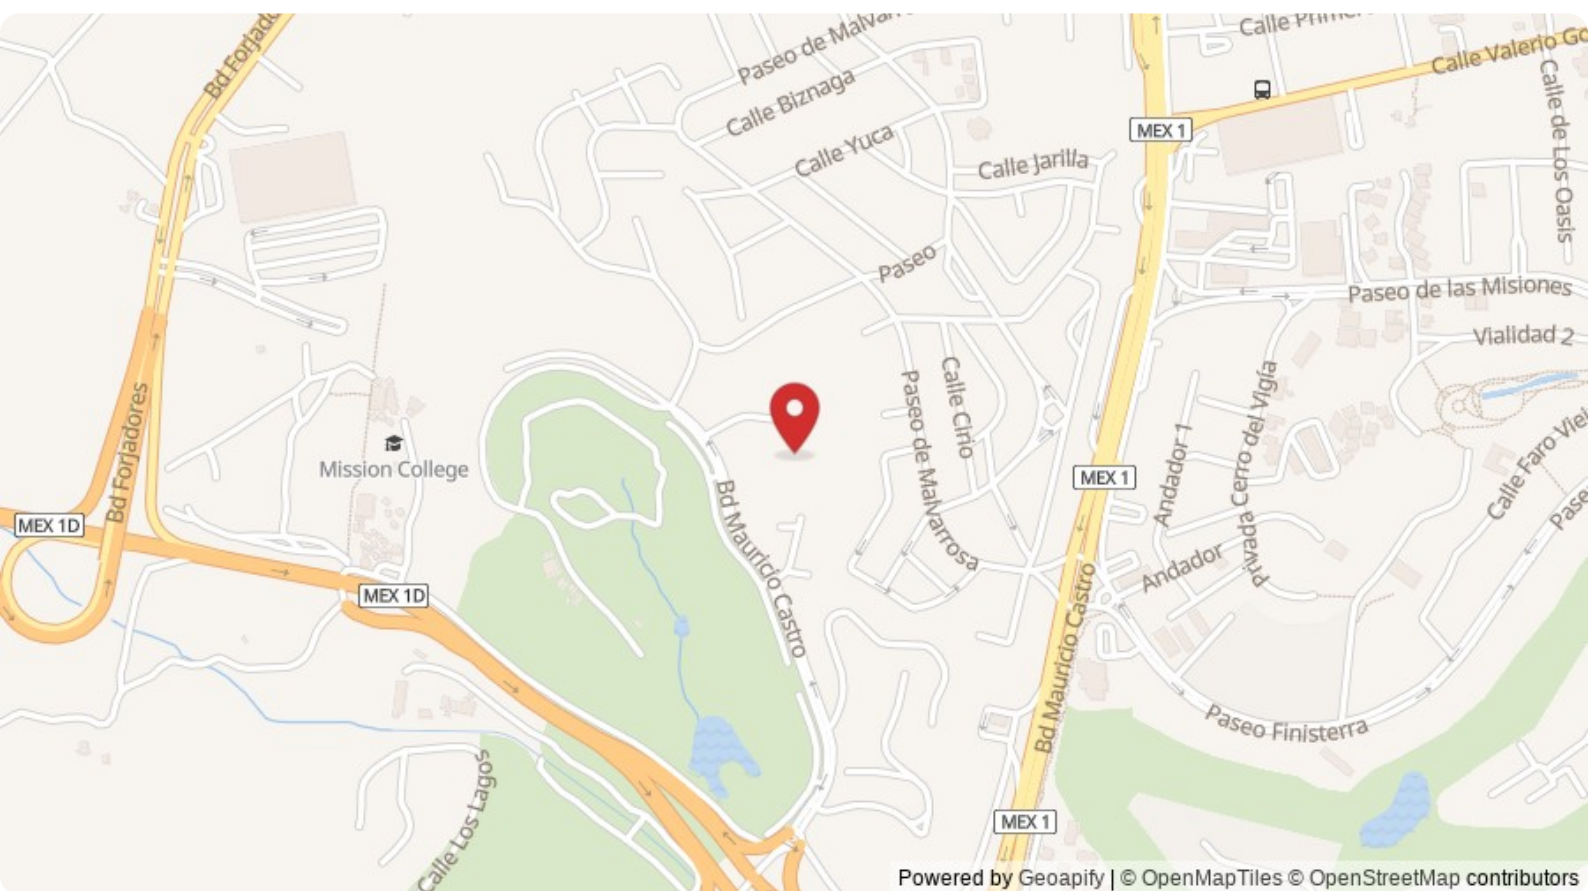 Bd Forjado
Paseo de Malvarr
Calle Primer
Calle Valerio Go
Calle Biznaga
Calle de Los Oasis
MEX 1
Calle Yuca
Calle Jarilla
Paseo
Paseo de las Misiones
Vialidad 2
Bd Forjadores
Calle Cirio
Paseo de Malvarrosa
Privada Cerro del Vigía
Andador 1
Calle Faro Viej
Mission College
MEX 1
Pase
MEX 1D
Bd Mauricio Castro
Andador
MEX 1D
Bd Mauricio Castro
Paseo Finisterra
Calle Los Lagos
MEX 1
Powered by Geoapify | © OpenMapTiles © OpenStreetMap contributors